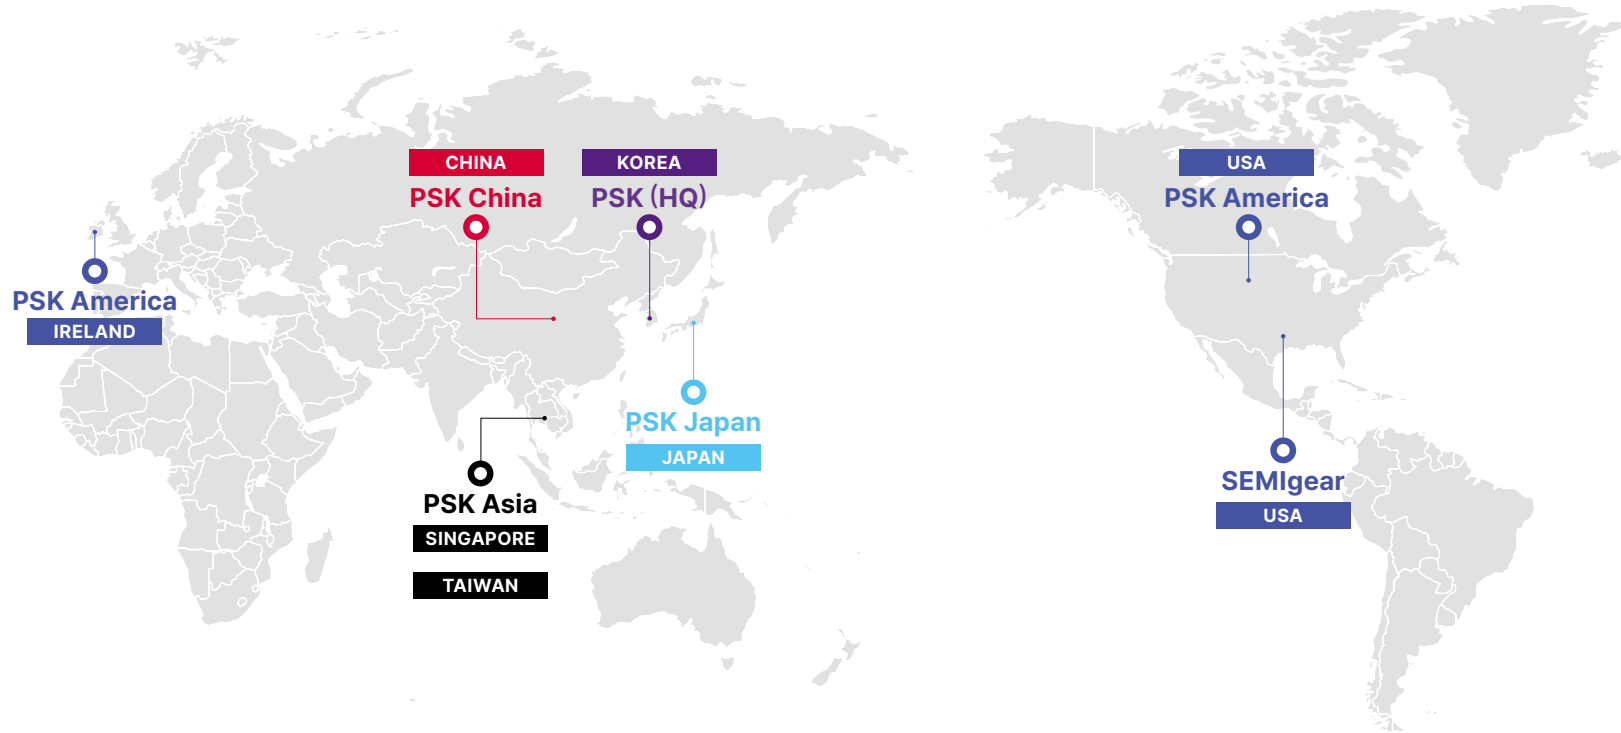 CHINA
PSK China
KOREA
PSK (HQ)
USA
PSK America
PSK America
IRELAND
PSK Japan
JAPAN
PSK Asia
SINGAPORE
TAIWAN
SEMIgear
USA